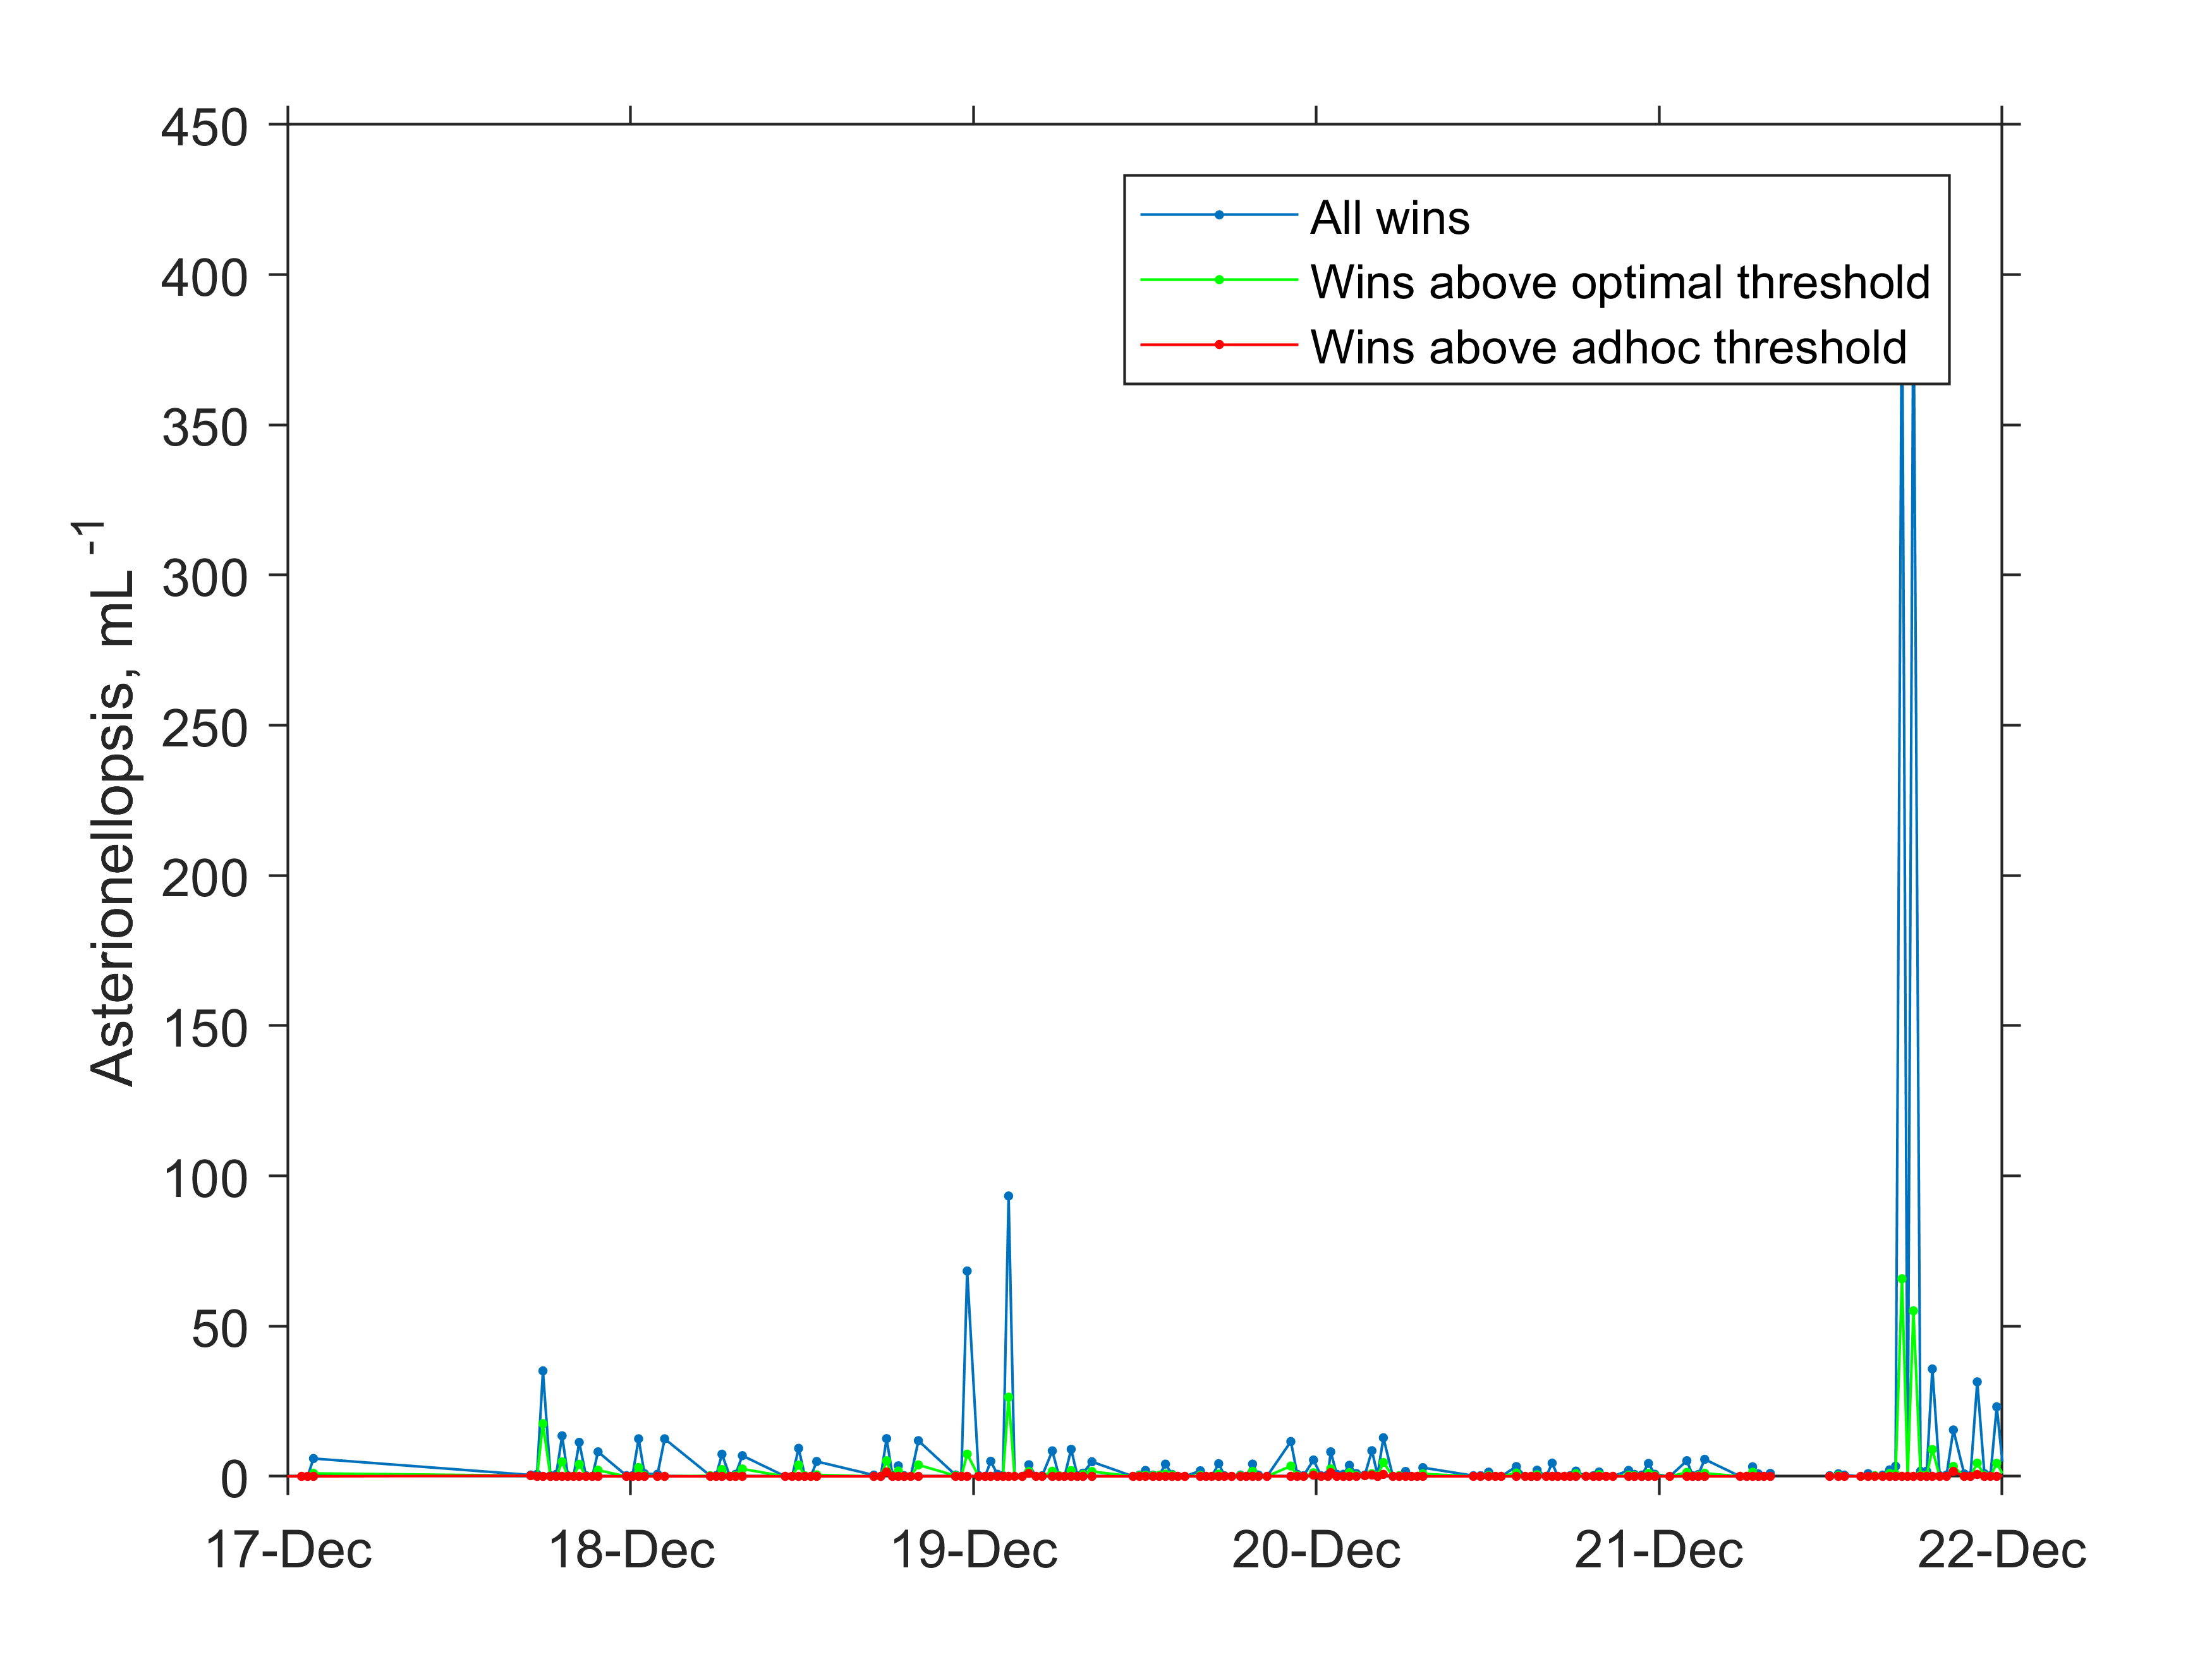 450
400
350
300
250
200
150
100
50
0
Asterionellopsis, mL-1
All wins
Wins above optimal threshold
Wins above adhoc threshold
17-Dec 18-Dec 19-Dec 20-Dec 21-Dec 22-Dec